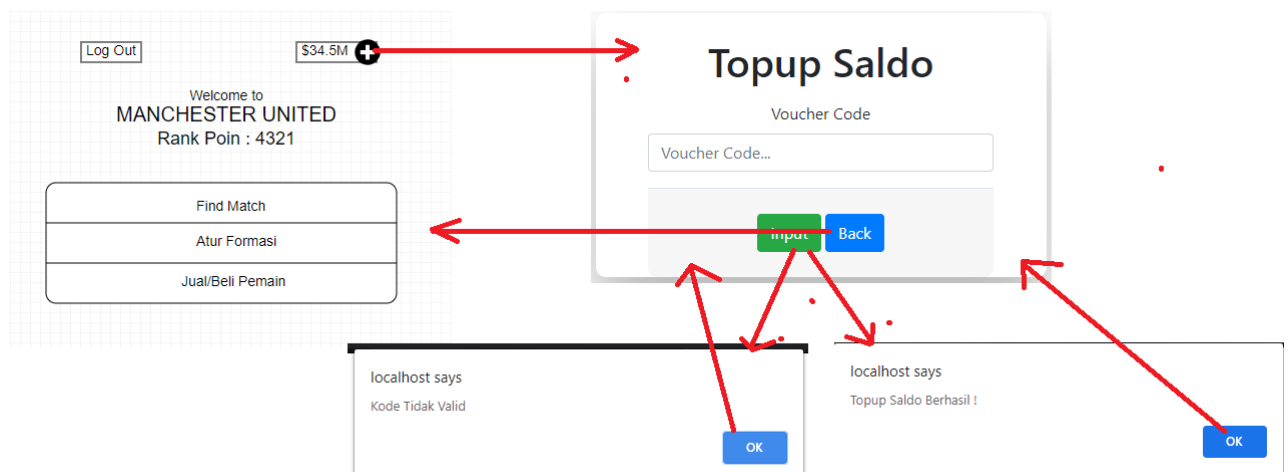 Log Out
$34.5M
Welcome to
MANCHESTER UNITED
Rank Poin : 4321
Find Match
Atur Formasi
Jual/Beli Pemain
Topup Saldo
Voucher Code
Voucher Code...
Input
Back
localhost says
Kode Tidak Valid
OK
localhost says
Topup Saldo Berhasil !
OK